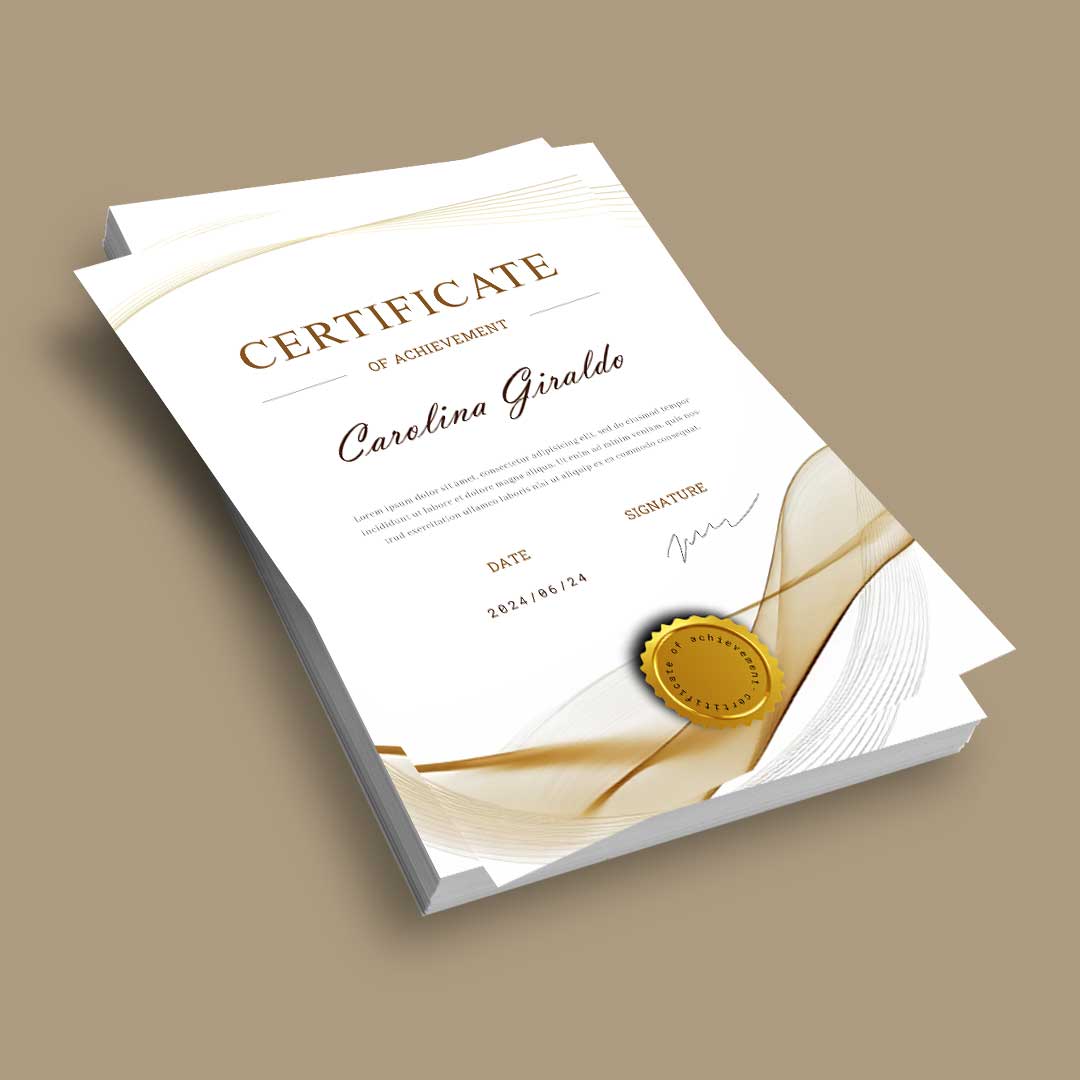 CERTIFICATE
OF ACHIEVEMENT
Carolina Giraldo
Lorem ipsum dolor sit amet, consectetur adipisicing elit, sed do eiusmod tempor
incididunt ut labore et dolore magna aliqua. Ut enim ad minim veniam, quis nos-
trud exercitation ullamco laboris nisi ut aliquip ex ea commodo consequat.
DATE
2024/06/24
SIGNATURE
certificate of achievement.